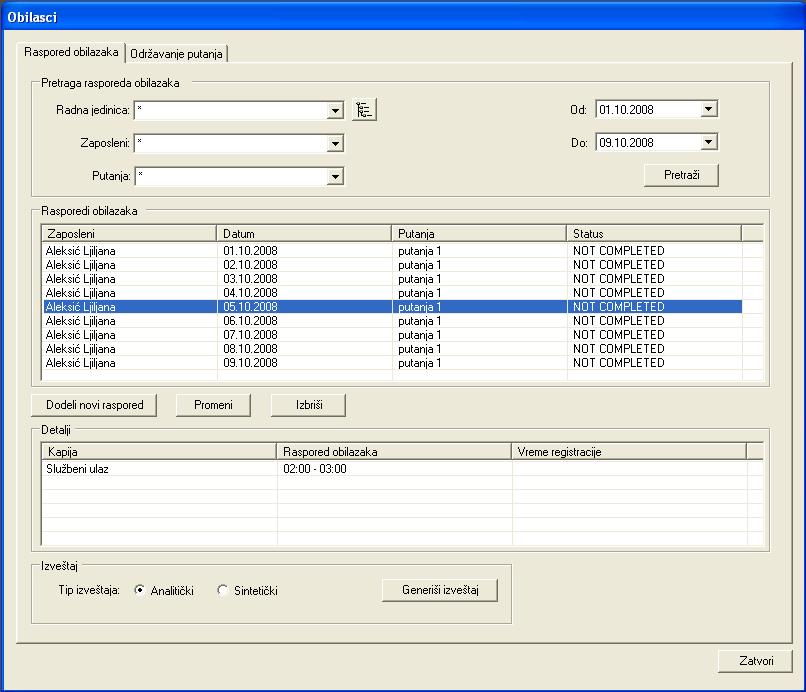 Obilasci
Raspored obilazaka Održavanje putanja
Pretraga rasporeda obilazaka
Radna jedinica: * Od: 01.10.2008
Zaposleni: * Do: 09.10.2008
Putanja: * Pretraži
Rasporedi obilazaka
Zaposleni Datum Putanja Status
Aleksić Ljiljana 01.10.2008 putanja 1 NOT COMPLETED
Aleksić Ljiljana 02.10.2008 putanja 1 NOT COMPLETED
Aleksić Ljiljana 03.10.2008 putanja 1 NOT COMPLETED
Aleksić Ljiljana 04.10.2008 putanja 1 NOT COMPLETED
Aleksić Ljiljana 05.10.2008 putanja 1 NOT COMPLETED
Aleksić Ljiljana 06.10.2008 putanja 1 NOT COMPLETED
Aleksić Ljiljana 07.10.2008 putanja 1 NOT COMPLETED
Aleksić Ljiljana 08.10.2008 putanja 1 NOT COMPLETED
Aleksić Ljiljana 09.10.2008 putanja 1 NOT COMPLETED
Dodeli novi raspored Promeni Izbriši
Detalji
Kapija Raspored obilazaka Vreme registracije
Službeni ulaz 02:00 - 03:00
Izveštaj
Tip izveštaja: Analitički Sintetički Generiši izveštaj
Zatvori